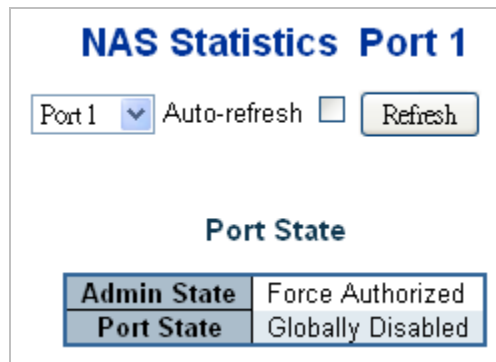 NAS Statistics Port 1
Port 1 Auto-refresh Refresh
Port State
Admin State Force Authorized
Port State Globally Disabled